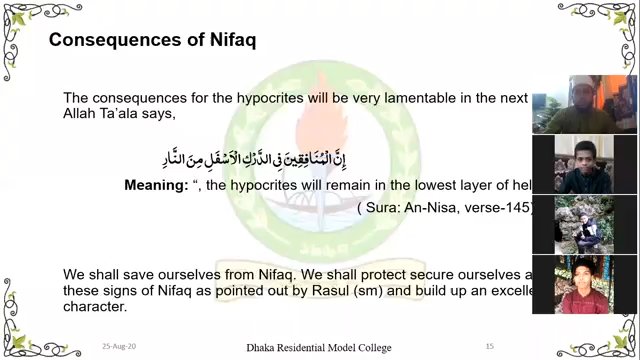 Consequences of Nifaq
The consequences for the hypocrites will be very lamentable in the next
Allah Ta'ala says,
إِنَّ الْمُنَافِقِينَ فِي الدَّرْكِ الْأَسْفَلِ مِنَ النَّارِ
Meaning: “, the hypocrites will remain in the lowest layer of hel
( Sura: An-Nisa, verse-145)
We shall save ourselves from Nifaq. We shall protect secure ourselves a
these signs of Nifaq as pointed out by Rasul (sm) and build up an excelle
character.
25-Aug-20 Dhaka Residential Model College 15